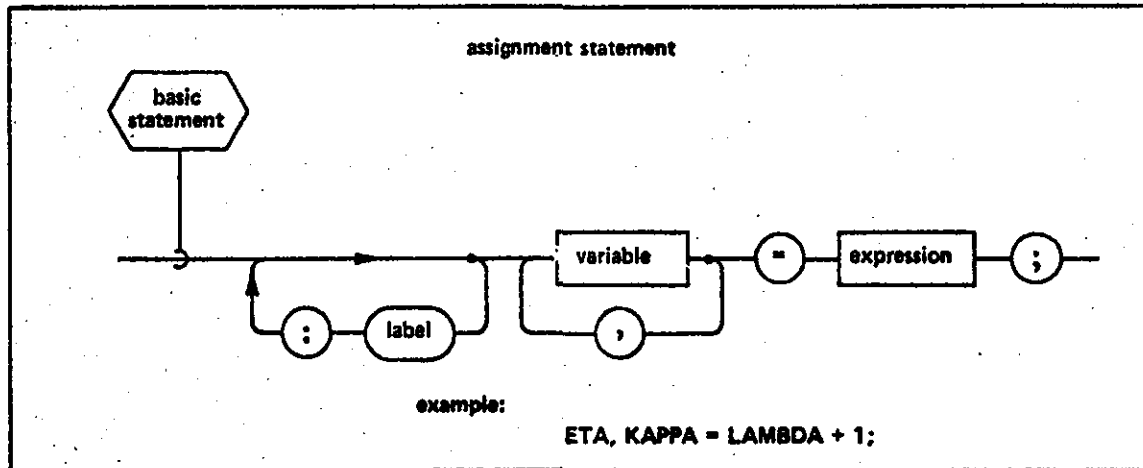 assignment statement
basic
statement
variable
=
expression
;
:
label
,
example:
ETA, KAPPA = LAMBDA + 1;